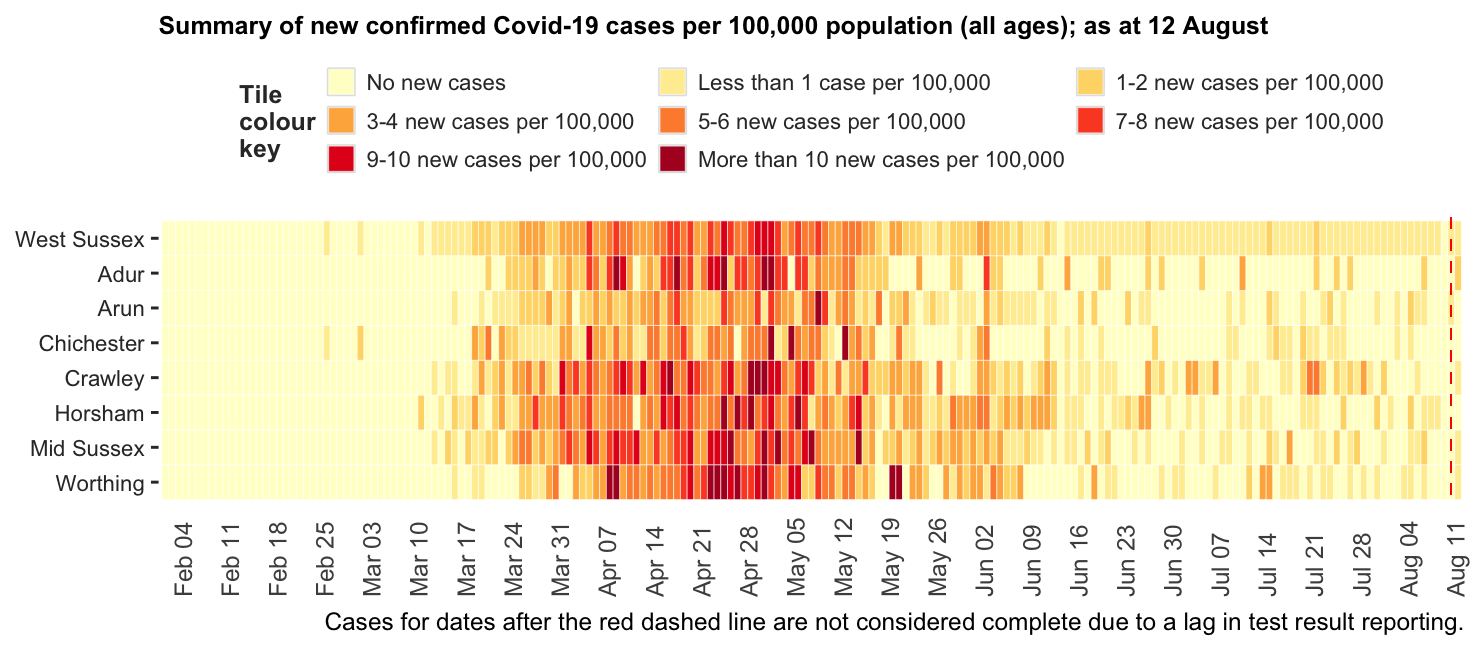 Summary of new confirmed Covid-19 cases per 100,000 population (all ages); as at 12 August
Tile
colour
key
No new cases
Less than 1 case per 100,000
1-2 new cases per 100,000
3-4 new cases per 100,000
5-6 new cases per 100,000
7-8 new cases per 100,000
9-10 new cases per 100,000
More than 10 new cases per 100,000
West Sussex
Adur
Arun
Chichester
Crawley
Horsham
Mid Sussex
Worthing
Feb 04
Feb 11
Feb 18
Feb 25
Mar 03
Mar 10
Mar 17
Mar 24
Mar 31
Apr 07
Apr 14
Apr 21
Apr 28
May 05
May 12
May 19
May 26
Jun 02
Jun 09
Jun 16
Jun 23
Jun 30
Jul 07
Jul 14
Jul 21
Jul 28
Aug 04
Aug 11
Cases for dates after the red dashed line are not considered complete due to a lag in test result reporting.